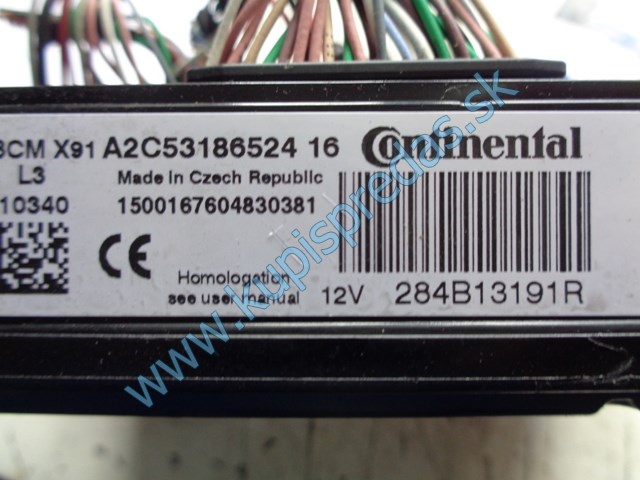 BCM X91 A2C53186524 16 Continental
L3 Made in Czech Republic
10340 1500167604830381
CE
Homologation
see user manual 12V 284B13191R
www.kupispredas.sk